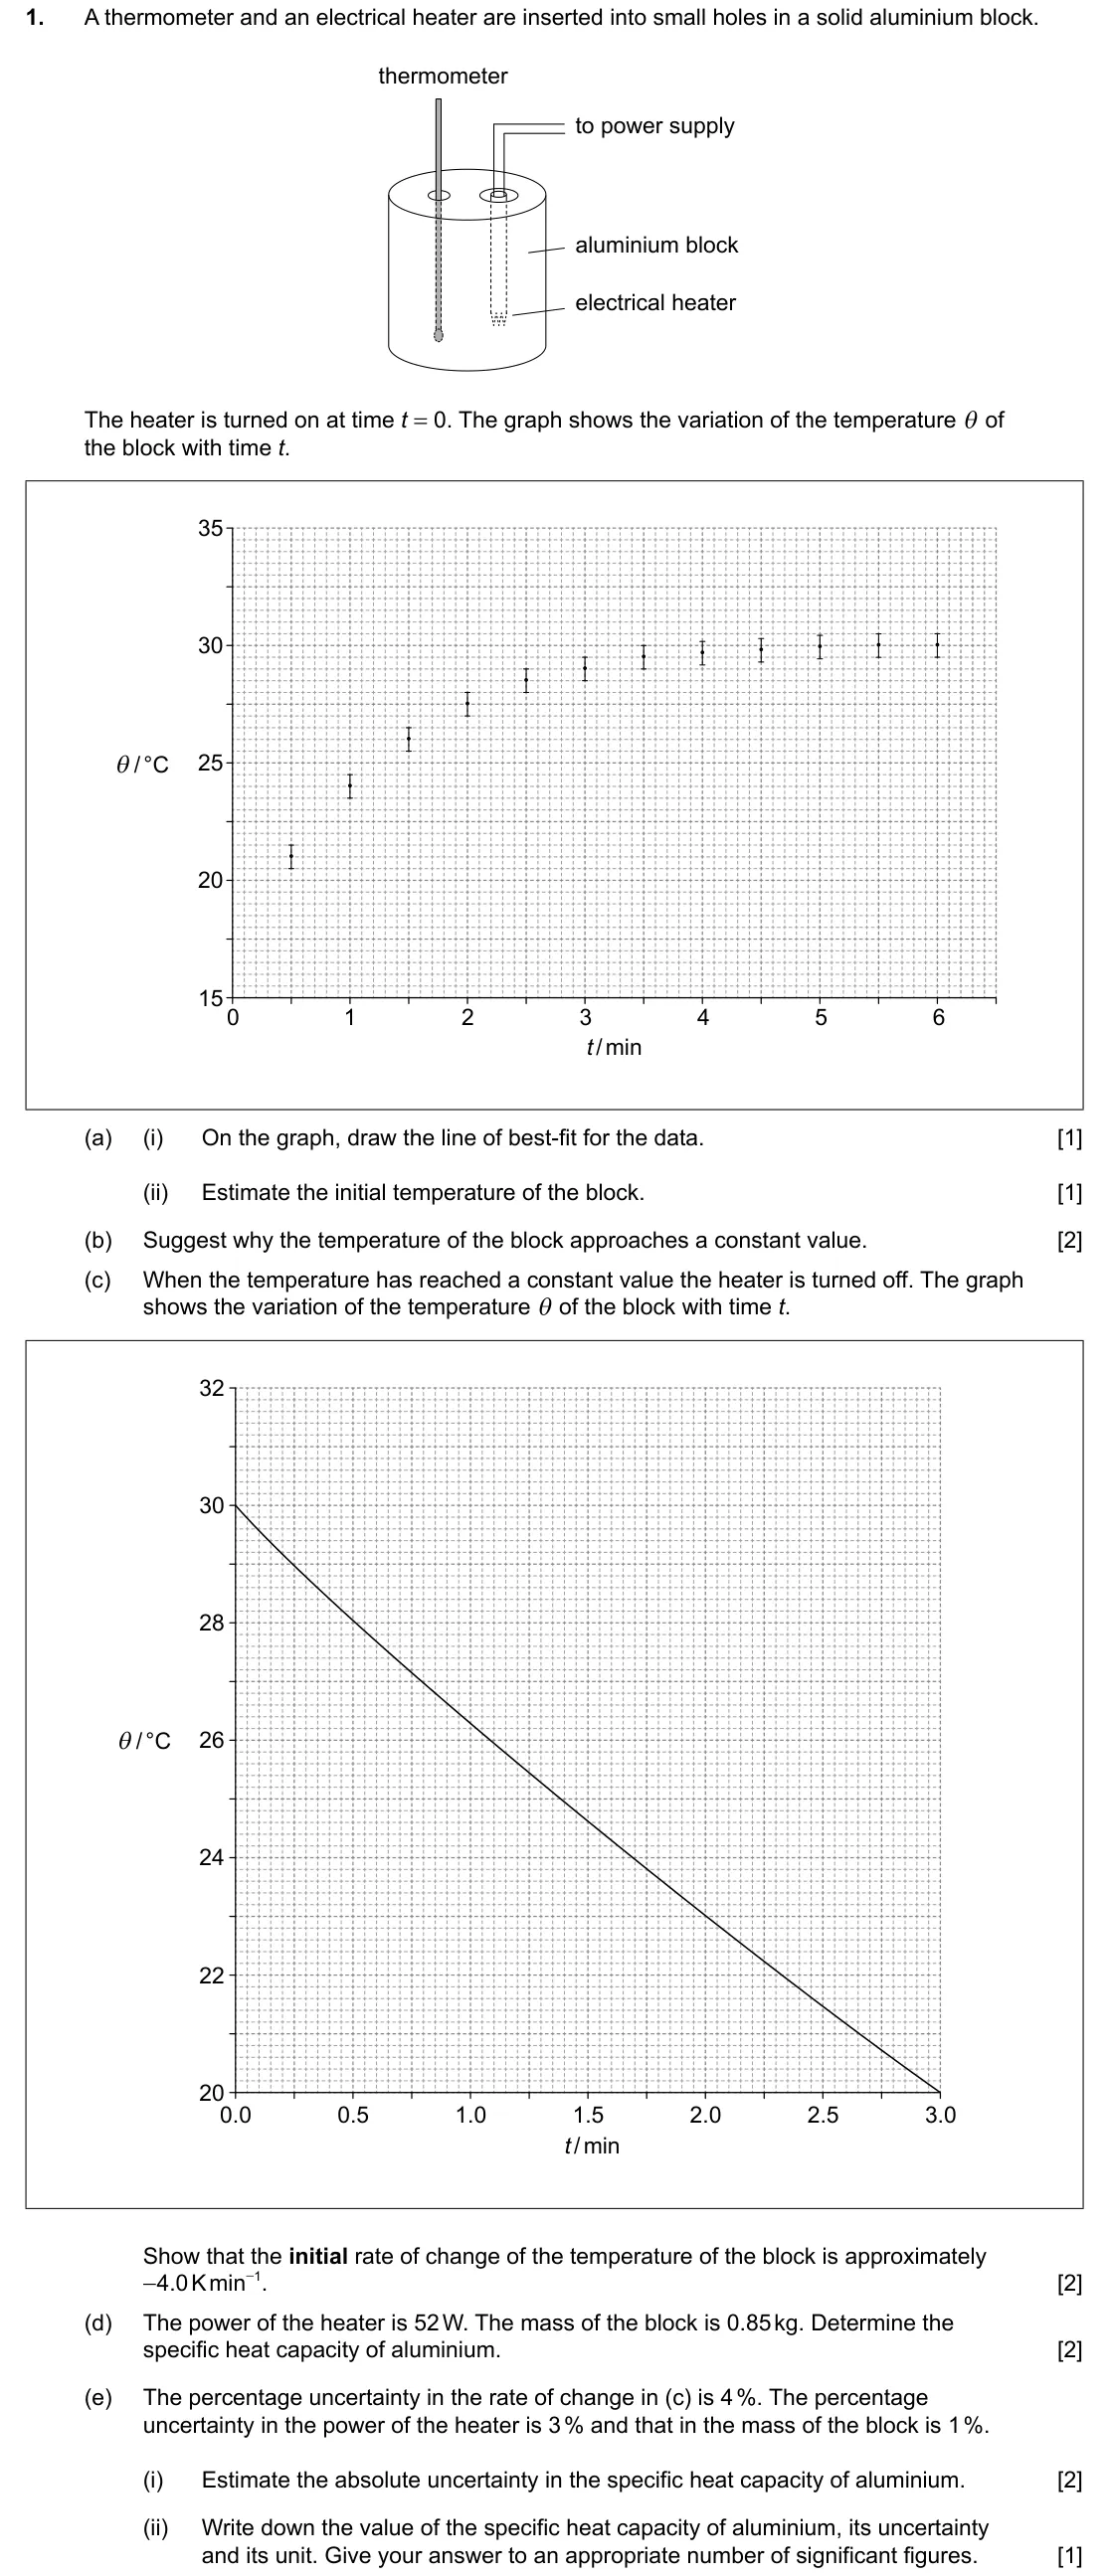 1. A thermometer and an electrical heater are inserted into small holes in a solid aluminium block.
thermometer
to power supply
aluminium block
electrical heater
The heater is turned on at time t = 0. The graph shows the variation of the temperature θ of
the block with time t.
35
30
θ / °C 25
20
15
0 1 2 3 4 5 6
t / min
(a) (i) On the graph, draw the line of best-fit for the data. [1]
(ii) Estimate the initial temperature of the block. [1]
(b) Suggest why the temperature of the block approaches a constant value. [2]
(c) When the temperature has reached a constant value the heater is turned off. The graph
shows the variation of the temperature θ of the block with time t.
32
30
28
θ / °C 26
24
22
20
0.0 0.5 1.0 1.5 2.0 2.5 3.0
t / min
Show that the initial rate of change of the temperature of the block is approximately
−4.0 K min⁻¹. [2]
(d) The power of the heater is 52 W. The mass of the block is 0.85 kg. Determine the
specific heat capacity of aluminium. [2]
(e) The percentage uncertainty in the rate of change in (c) is 4 %. The percentage
uncertainty in the power of the heater is 3 % and that in the mass of the block is 1 %.
(i) Estimate the absolute uncertainty in the specific heat capacity of aluminium. [2]
(ii) Write down the value of the specific heat capacity of aluminium, its uncertainty
and its unit. Give your answer to an appropriate number of significant figures. [1]